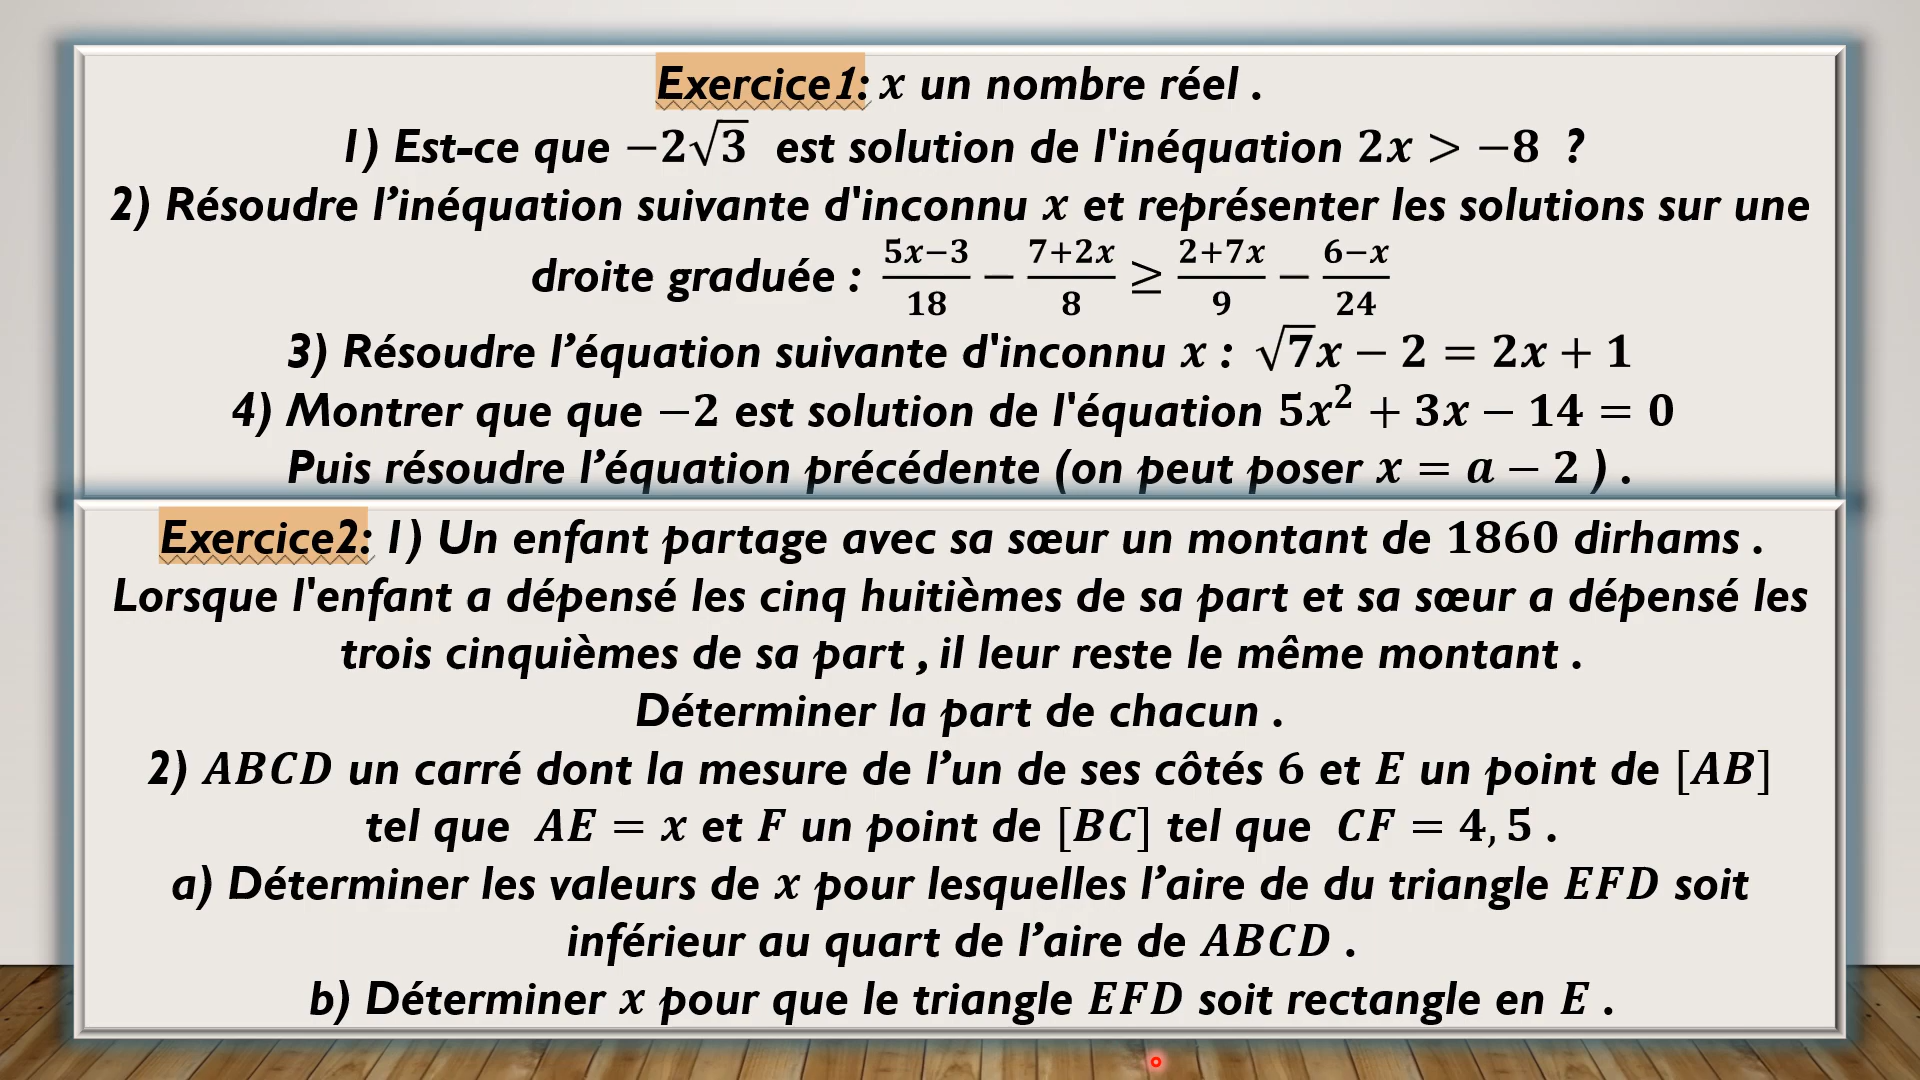 Exercice1: x un nombre réel .
1) Est-ce que −2√3 est solution de l'inéquation 2x > −8 ?
2) Résoudre l’inéquation suivante d'inconnu x et représenter les solutions sur une
droite graduée : (5x−3)/18 − (7+2x)/8 ≥ (2+7x)/9 − (6−x)/24
3) Résoudre l’équation suivante d'inconnu x : √7x − 2 = 2x + 1
4) Montrer que que −2 est solution de l'équation 5x² + 3x − 14 = 0
Puis résoudre l’équation précédente (on peut poser x = a − 2 ) .
Exercice2: 1) Un enfant partage avec sa sœur un montant de 1860 dirhams .
Lorsque l'enfant a dépensé les cinq huitièmes de sa part et sa sœur a dépensé les
trois cinquièmes de sa part , il leur reste le même montant .
Déterminer la part de chacun .
2) ABCD un carré dont la mesure de l’un de ses côtés 6 et E un point de [AB]
tel que AE = x et F un point de [BC] tel que CF = 4,5 .
a) Déterminer les valeurs de x pour lesquelles l’aire de du triangle EFD soit
inférieur au quart de l’aire de ABCD .
b) Déterminer x pour que le triangle EFD soit rectangle en E .